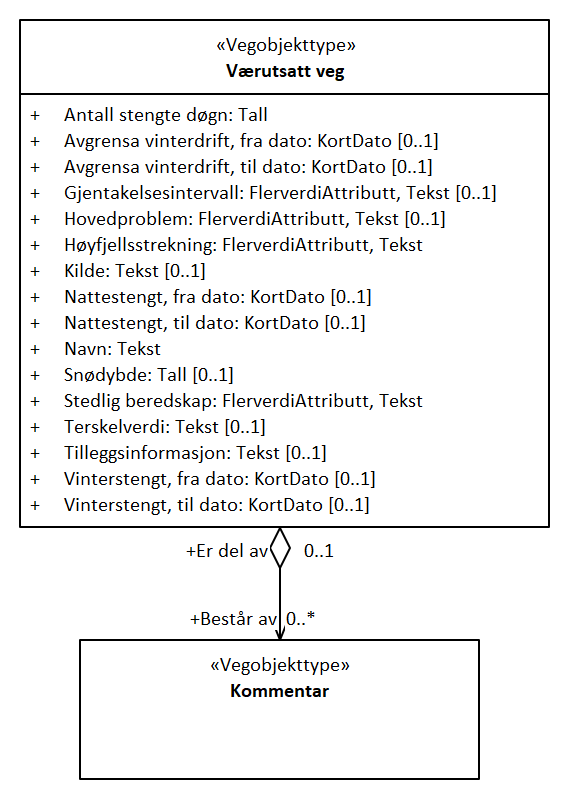 «Vegobjekttype»
Værutsatt veg
+ Antall stengte døgn: Tall
+ Avgrensa vinterdrift, fra dato: KortDato [0..1]
+ Avgrensa vinterdrift, til dato: KortDato [0..1]
+ Gjentakelsesintervall: FlerverdiAttributt, Tekst [0..1]
+ Hovedproblem: FlerverdiAttributt, Tekst [0..1]
+ Høyfjellsstrekning: FlerverdiAttributt, Tekst
+ Kilde: Tekst [0..1]
+ Nattestengt, fra dato: KortDato [0..1]
+ Nattestengt, til dato: KortDato [0..1]
+ Navn: Tekst
+ Snødybde: Tall [0..1]
+ Stedlig beredskap: FlerverdiAttributt, Tekst
+ Terskelverdi: Tekst [0..1]
+ Tilleggsinformasjon: Tekst [0..1]
+ Vinterstengt, fra dato: KortDato [0..1]
+ Vinterstengt, til dato: KortDato [0..1]
+Er del av 0..1
+Består av 0..*
«Vegobjekttype»
Kommentar